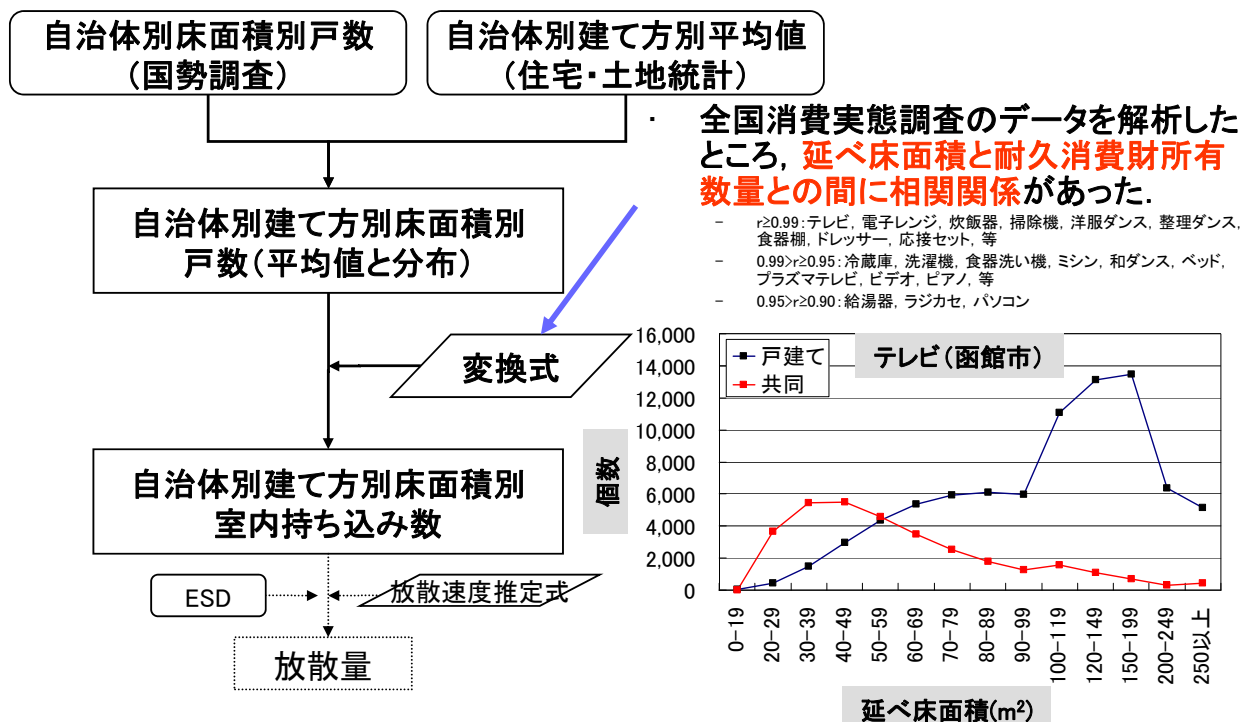 自治体別床面積別戸数
(国勢調査)
自治体別建て方別平均値
(住宅・土地統計)
自治体別建て方別床面積別
戸数(平均値と分布)
変換式
自治体別建て方別床面積別
室内持ち込み数
ESD
放散速度推定式
放散量
・ 全国消費実態調査のデータを解析した
ところ, 延べ床面積と耐久消費財所有
数量との間に相関関係があった.
– r≥0.99:テレビ, 電子レンジ, 炊飯器, 掃除機, 洋服ダンス, 整理ダンス,
食器棚, ドレッサー, 応接セット, 等
– 0.99>r≥0.95:冷蔵庫, 洗濯機, 食器洗い機, ミシン, 和ダンス, ベッド,
プラズマテレビ, ビデオ, ピアノ, 等
– 0.95>r≥0.90:給湯器, ラジカセ, パソコン
テレビ(函館市)
戸建て
共同
個数
16,000
14,000
12,000
10,000
8,000
6,000
4,000
2,000
0
0-19
20-29
30-39
40-49
50-59
60-69
70-79
80-89
90-99
100-119
120-149
150-199
200-249
250以上
延べ床面積(m²)